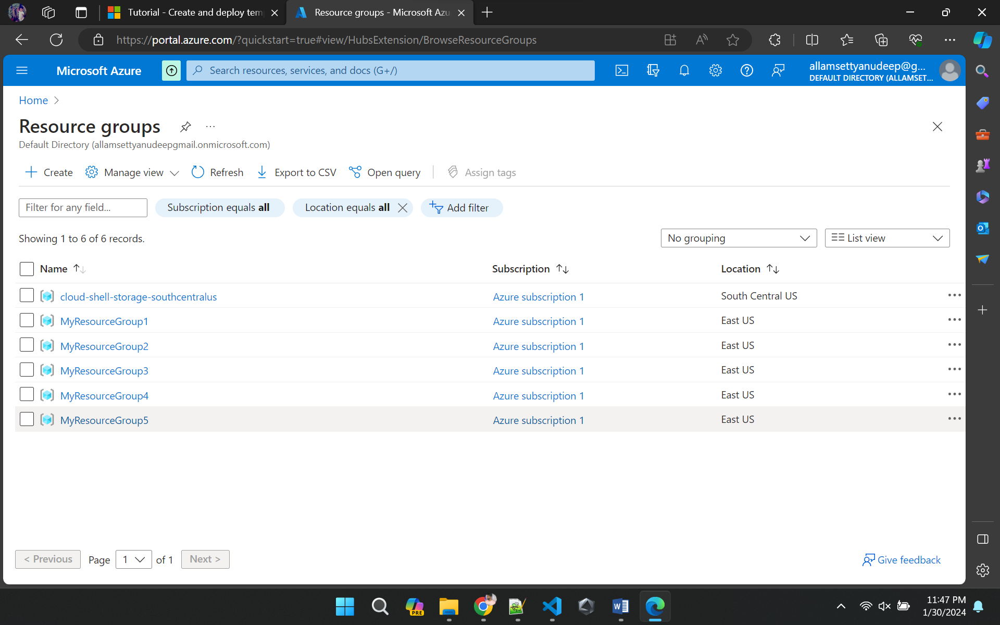 Tutorial - Create and deploy tem
Resource groups - Microsoft Azu
https://portal.azure.com/?quickstart=true#view/HubsExtension/BrowseResourceGroups
Microsoft Azure
Search resources, services, and docs (G+/)
allamsettyanudeep@g...
DEFAULT DIRECTORY (ALLAMSET...
Home
Resource groups
Default Directory (allamsettyanudeepgmail.onmicrosoft.com)
Create
Manage view
Refresh
Export to CSV
Open query
Assign tags
Filter for any field...
Subscription equals all
Location equals all
Add filter
Showing 1 to 6 of 6 records.
No grouping
List view
Name
Subscription
Location
cloud-shell-storage-southcentralus
Azure subscription 1
South Central US
MyResourceGroup1
Azure subscription 1
East US
MyResourceGroup2
Azure subscription 1
East US
MyResourceGroup3
Azure subscription 1
East US
MyResourceGroup4
Azure subscription 1
East US
MyResourceGroup5
Azure subscription 1
East US
< Previous
Page
1
of 1
Next >
Give feedback
PRE
11:47 PM
1/30/2024